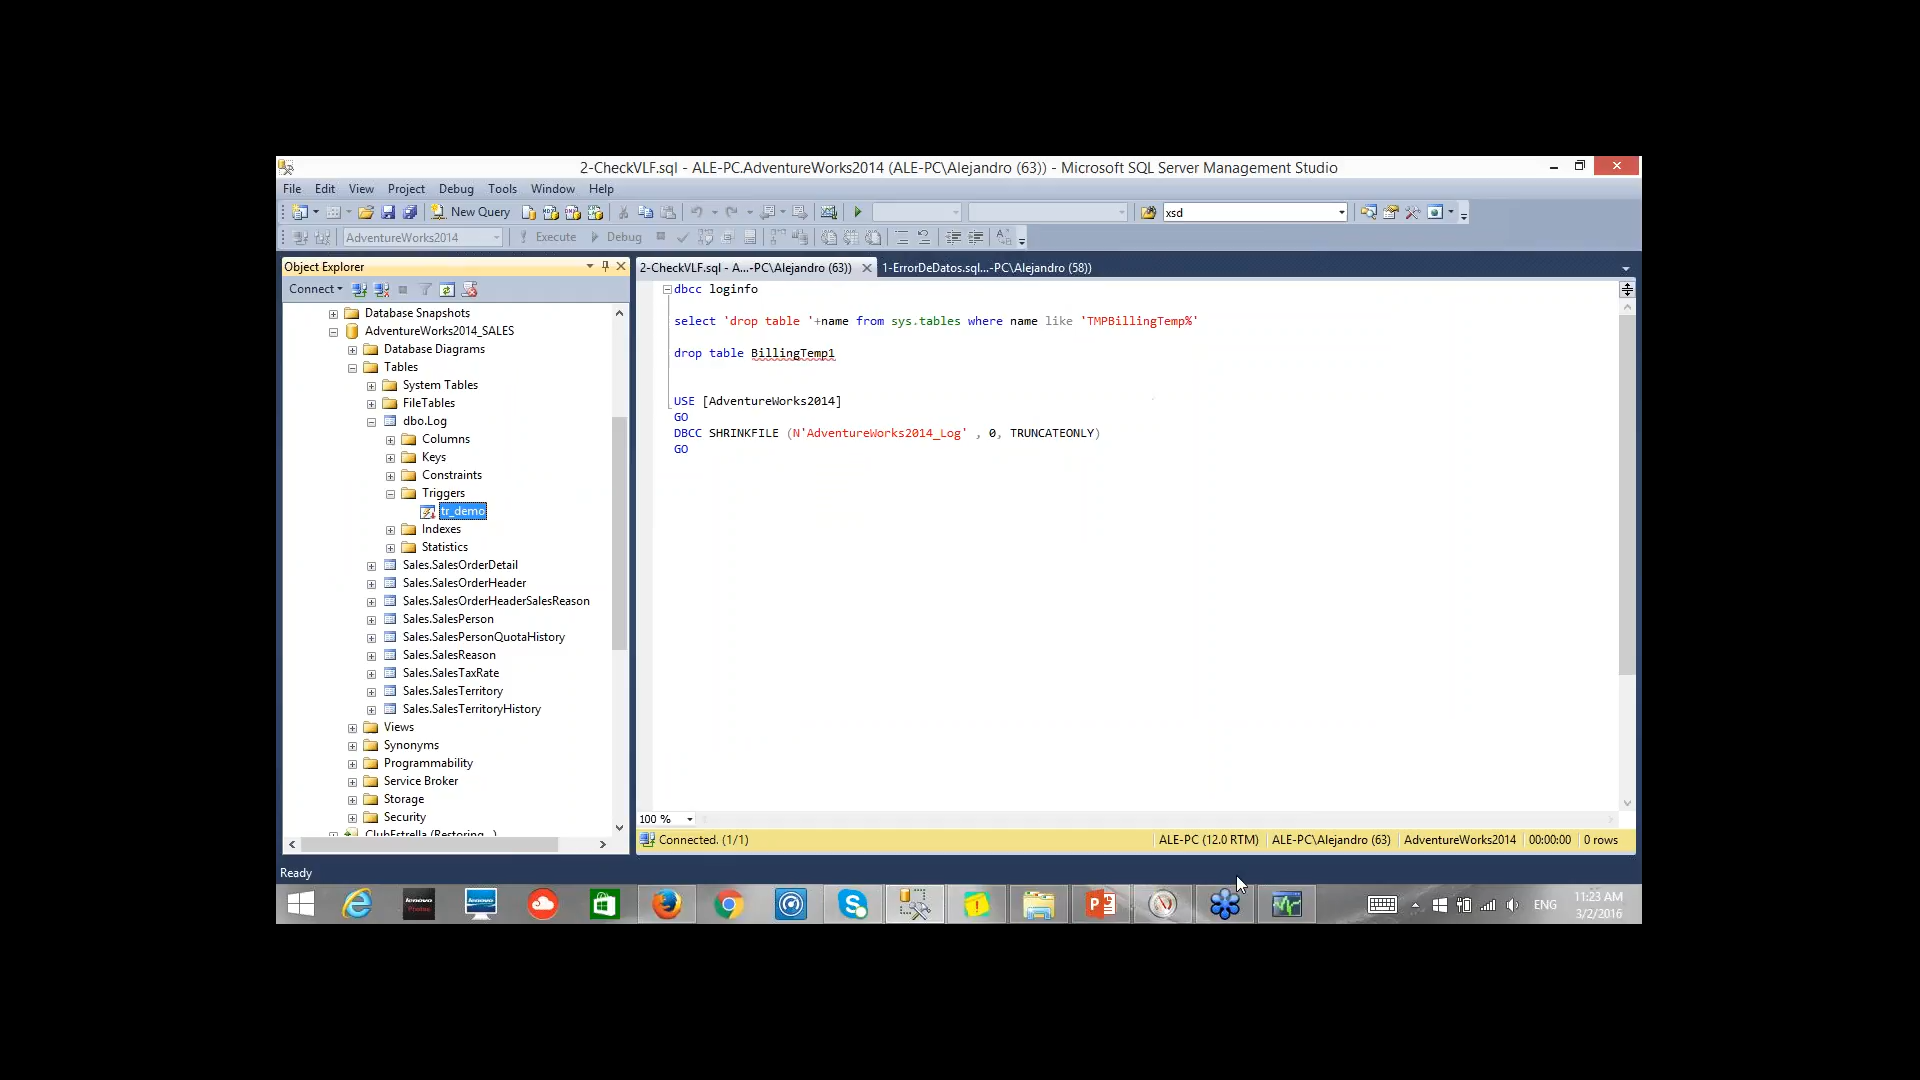 2-CheckVLF.sql - ALE-PC.AdventureWorks2014 (ALE-PC\Alejandro (63)) - Microsoft SQL Server Management Studio
File Edit View Project Debug Tools Window Help
New Query xsd
AdventureWorks2014 Execute Debug
Object Explorer
Connect
Database Snapshots
AdventureWorks2014_SALES
Database Diagrams
Tables
System Tables
FileTables
dbo.Log
Columns
Keys
Constraints
Triggers
tr_demo
Indexes
Statistics
Sales.SalesOrderDetail
Sales.SalesOrderHeader
Sales.SalesOrderHeaderSalesReason
Sales.SalesPerson
Sales.SalesPersonQuotaHistory
Sales.SalesReason
Sales.SalesTaxRate
Sales.SalesTerritory
Sales.SalesTerritoryHistory
Views
Synonyms
Programmability
Service Broker
Storage
Security
ClubEstrella (Restoring...)
2-CheckVLF.sql - A...-PC\Alejandro (63)) 1-ErrorDeDatos.sql...-PC\Alejandro (58))
dbcc loginfo
select 'drop table '+name from sys.tables where name like 'TMPBillingTemp%'
drop table BillingTemp1
USE [AdventureWorks2014]
GO
DBCC SHRINKFILE (N'AdventureWorks2014_Log' , 0, TRUNCATEONLY)
GO
100 %
Connected. (1/1) ALE-PC (12.0 RTM) ALE-PC\Alejandro (63) AdventureWorks2014 00:00:00 0 rows
Ready
ENG
11:23 AM
3/2/2016